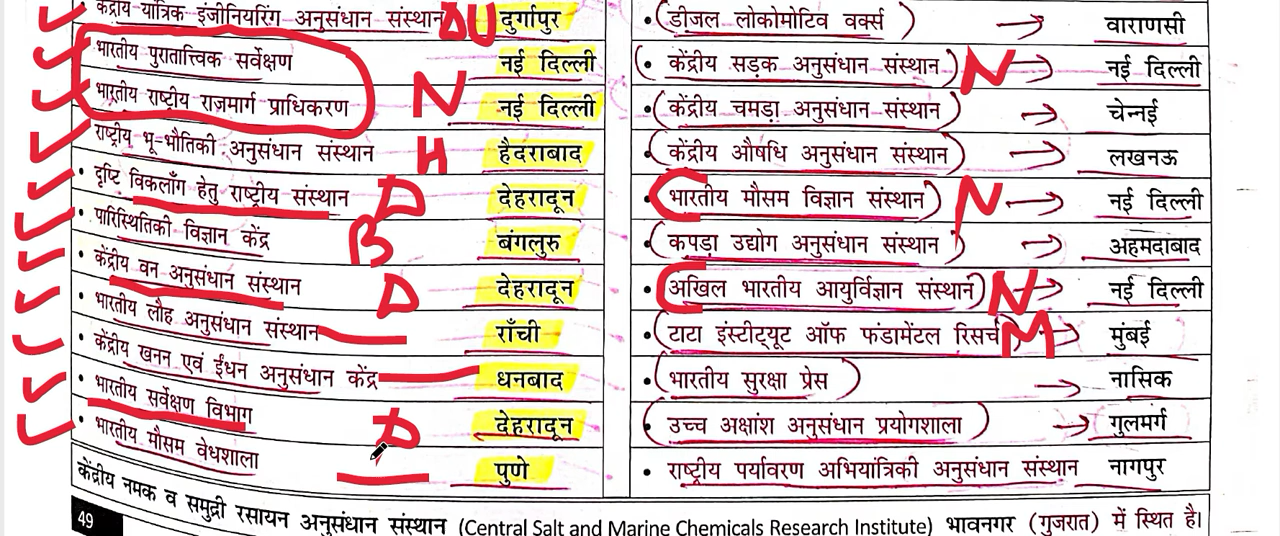 • केंद्रीय यांत्रिक इंजीनियरिंग अनुसंधान संस्थान DU दुर्गापुर
भारतीय पुरातात्त्विक सर्वेक्षण नई दिल्ली
भारतीय राष्ट्रीय राजमार्ग प्राधिकरण N नई दिल्ली
राष्ट्रीय भू-भौतिकी अनुसंधान संस्थान H हैदराबाद
• दृष्टि विकलाँग हेतु राष्ट्रीय संस्थान D देहरादून
• पारिस्थितिकी विज्ञान केंद्र B बंगलुरु
• केंद्रीय वन अनुसंधान संस्थान D देहरादून
• भारतीय लौह अनुसंधान संस्थान राँची
• केंद्रीय खनन एवं ईंधन अनुसंधान केंद्र धनबाद
• भारतीय सर्वेक्षण विभाग D देहरादून
• भारतीय मौसम वेधशाला पुणे
• (डीजल लोकोमोटिव वर्क्स) → वाराणसी
• (केंद्रीय सड़क अनुसंधान संस्थान) N → नई दिल्ली
• (केंद्रीय चमड़ा अनुसंधान संस्थान) → चेन्नई
• (केंद्रीय औषधि अनुसंधान संस्थान) → लखनऊ
• (भारतीय मौसम विज्ञान संस्थान) N → नई दिल्ली
• (कपड़ा उद्योग अनुसंधान संस्थान) → अहमदाबाद
• (अखिल भारतीय आयुर्विज्ञान संस्थान) N → नई दिल्ली
• (टाटा इंस्टीट्यूट ऑफ फंडामेंटल रिसर्च) M → मुंबई
• (भारतीय सुरक्षा प्रेस) → नासिक
• (उच्च अक्षांश अनुसंधान प्रयोगशाला) → गुलमर्ग
• राष्ट्रीय पर्यावरण अभियांत्रिकी अनुसंधान संस्थान नागपुर
केंद्रीय नमक व समुद्री रसायन अनुसंधान संस्थान (Central Salt and Marine Chemicals Research Institute) भावनगर (गुजरात) में स्थित है।
49